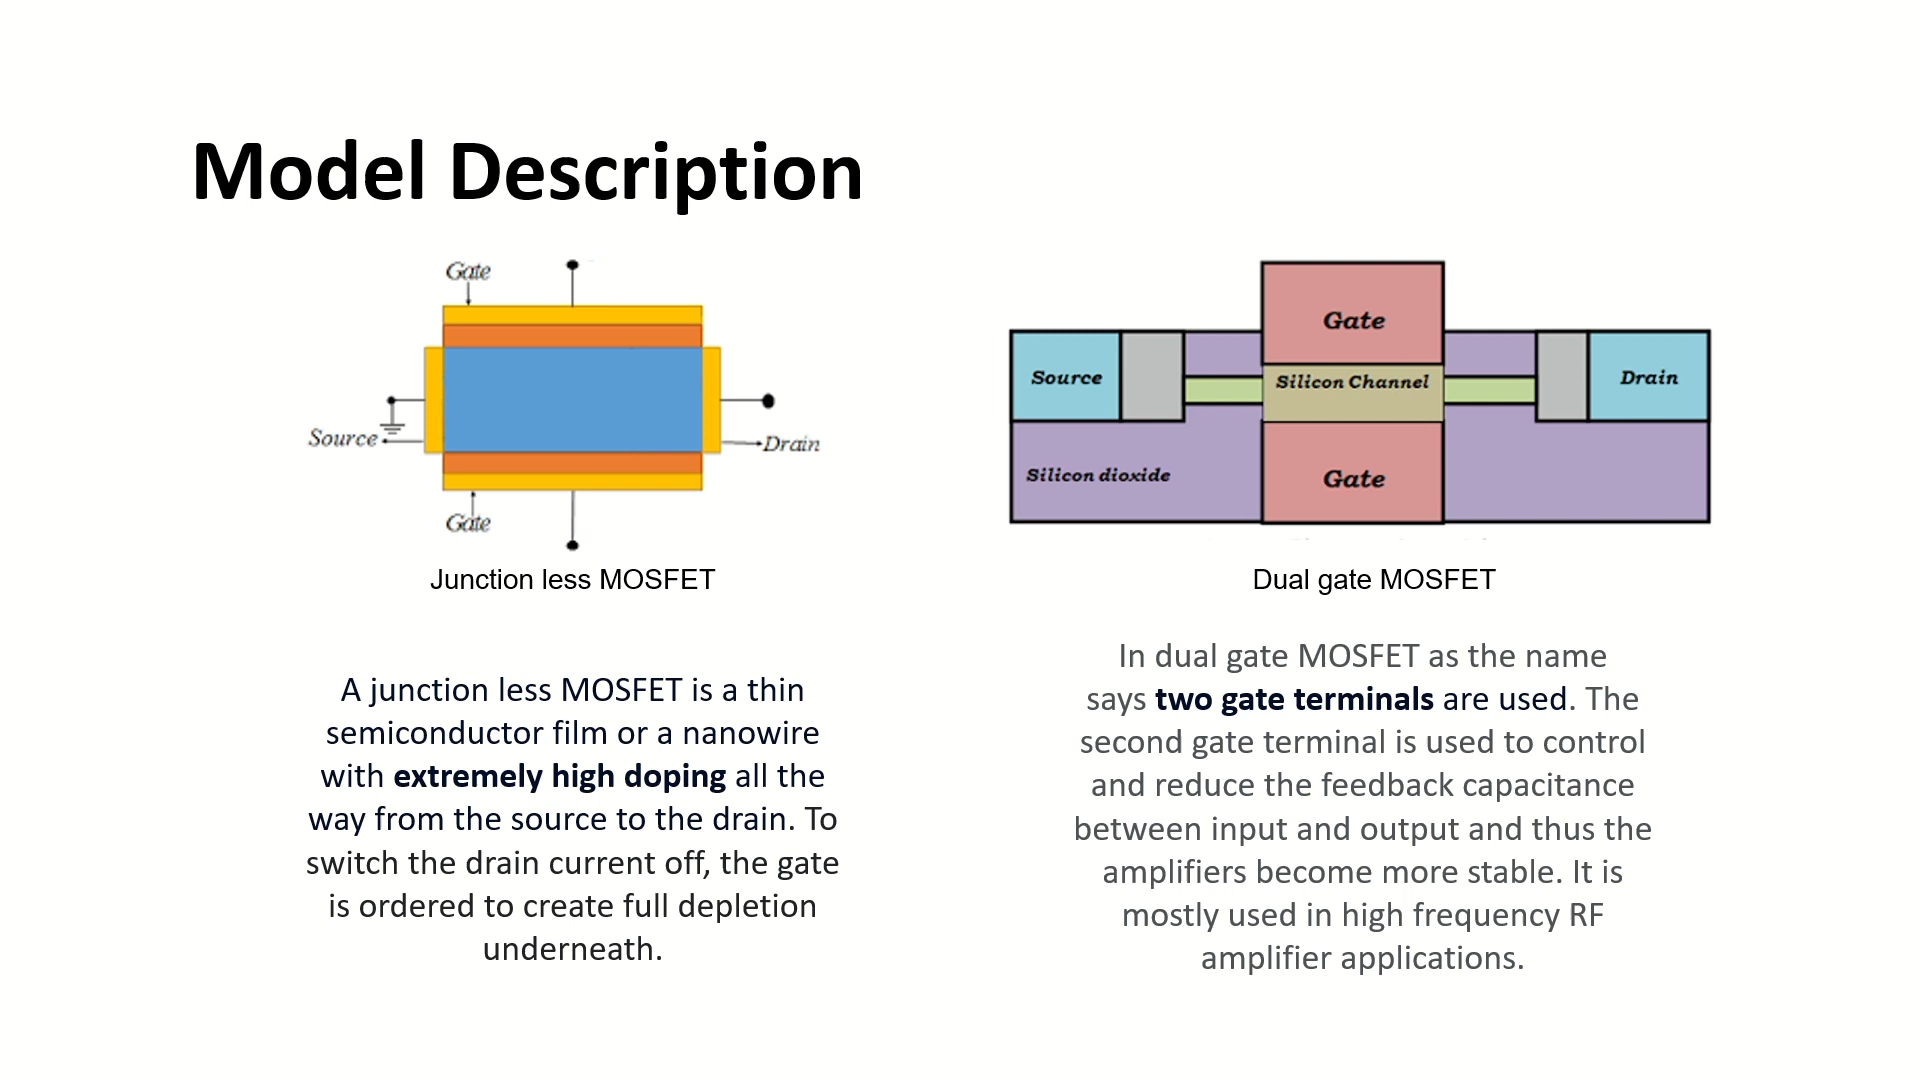 Model Description
Gate
Source
Drain
Gate
Junction less MOSFET
A junction less MOSFET is a thin
semiconductor film or a nanowire
with extremely high doping all the
way from the source to the drain. To
switch the drain current off, the gate
is ordered to create full depletion
underneath.
Gate
Source
Silicon Channel
Drain
Silicon dioxide
Gate
Dual gate MOSFET
In dual gate MOSFET as the name
says two gate terminals are used. The
second gate terminal is used to control
and reduce the feedback capacitance
between input and output and thus the
amplifiers become more stable. It is
mostly used in high frequency RF
amplifier applications.